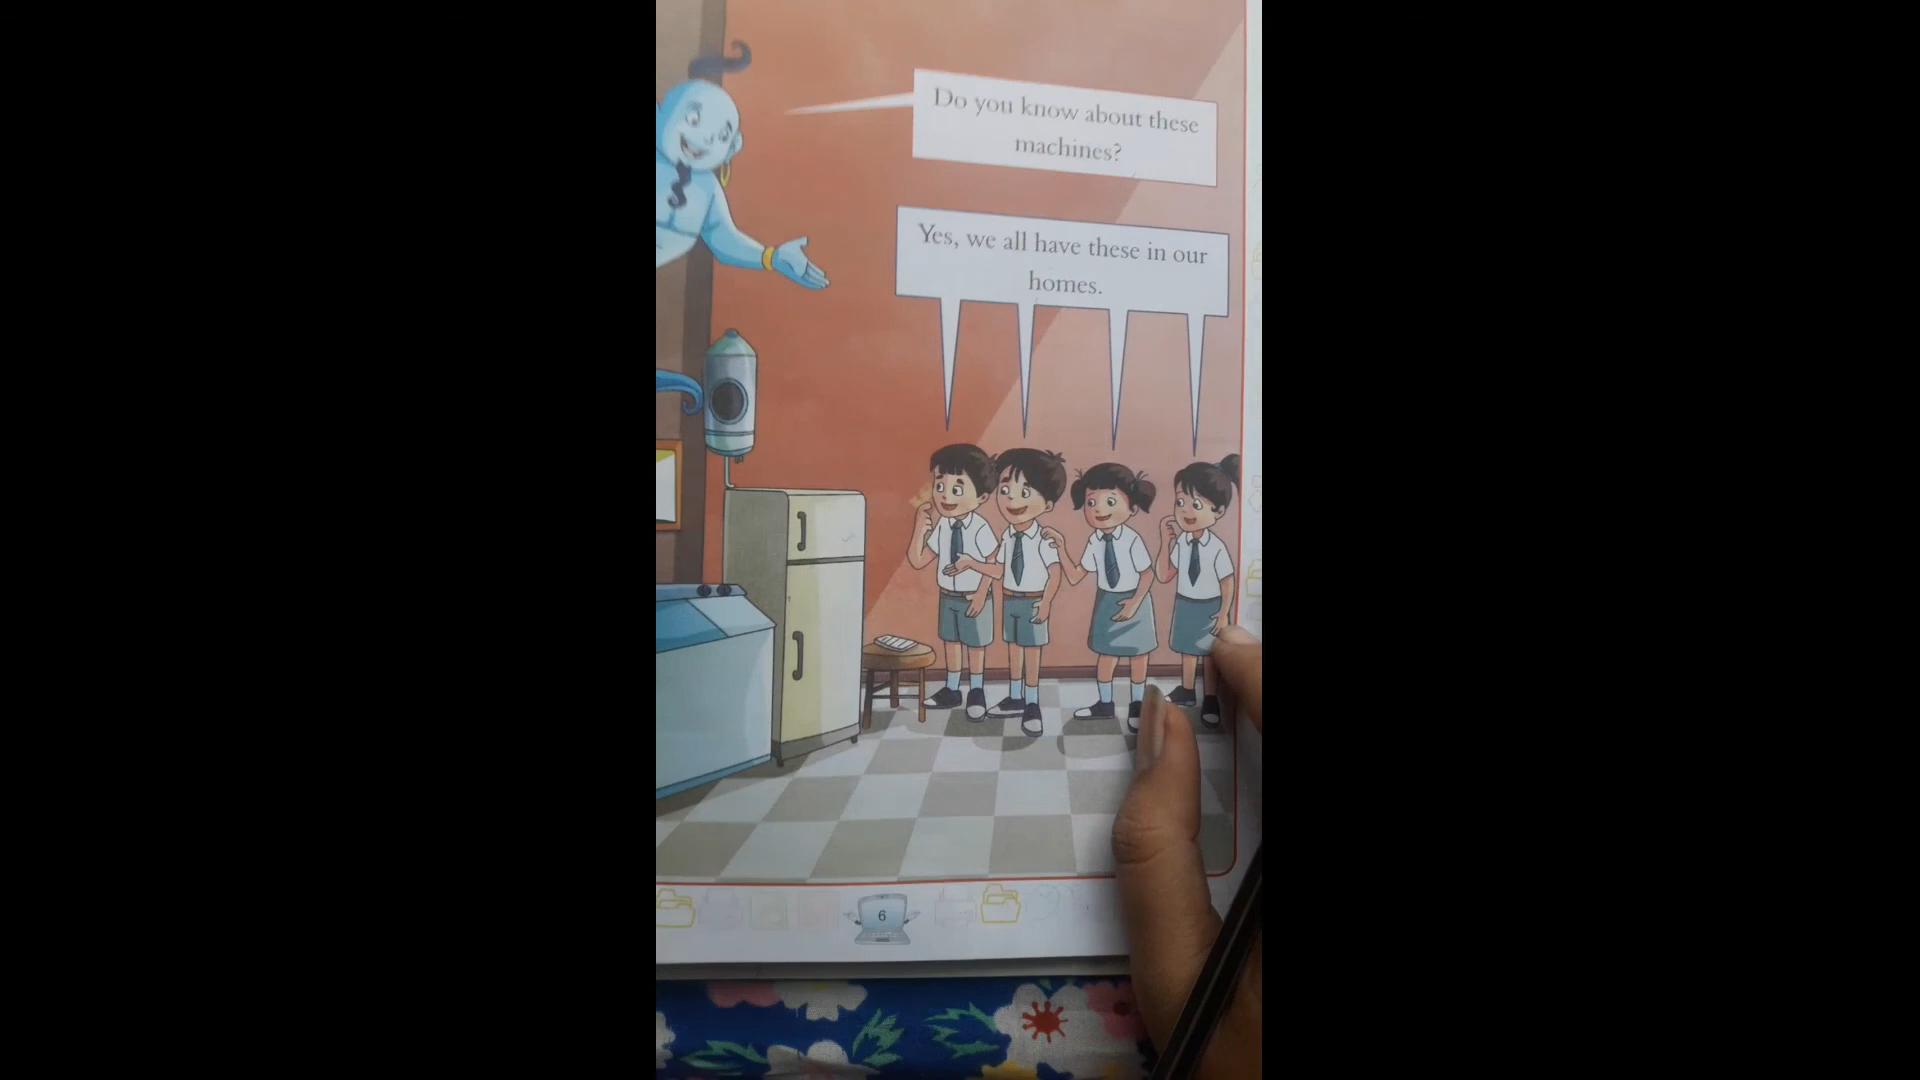 Do you know about these
machines?
Yes, we all have these in our
homes.
6